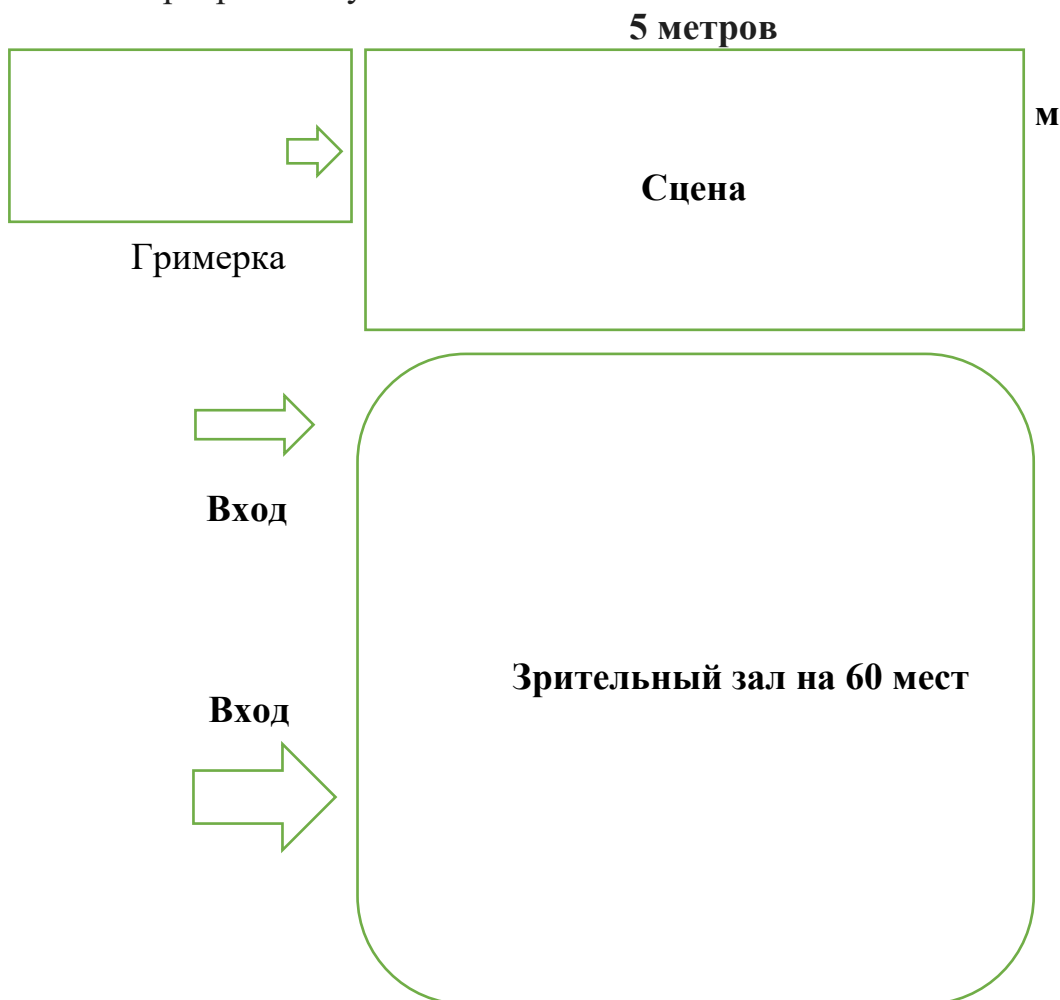 5 метров
м
Сцена
Гримерка
Вход
Зрительный зал на 60 мест
Вход